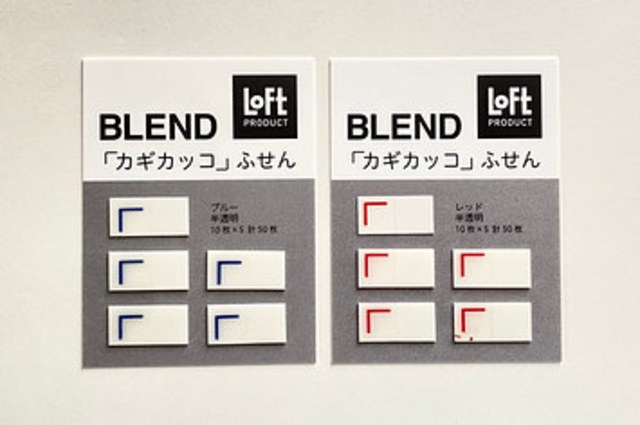 BLEND
Loft
PRODUCT
「カギカッコ」ふせん
ブルー
半透明
10枚×5 計50枚
BLEND
Loft
PRODUCT
「カギカッコ」ふせん
レッド
半透明
10枚×5 計50枚